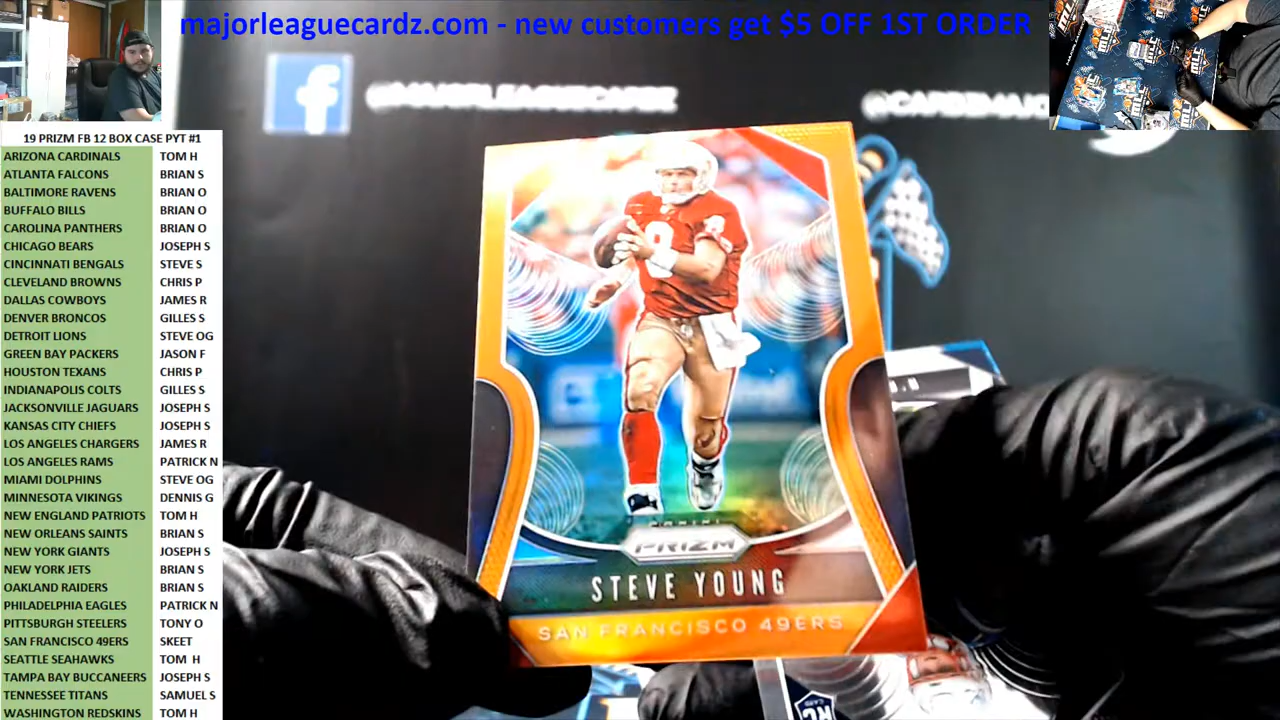 majorleaguecardz.com - new customers get $5 OFF 1ST ORDER
@MAJORLEAGUECARDZ
@CARDZMAJO
19 PRIZM FB 12 BOX CASE PYT #1
ARIZONA CARDINALS TOM H
ATLANTA FALCONS BRIAN S
BALTIMORE RAVENS BRIAN O
BUFFALO BILLS BRIAN O
CAROLINA PANTHERS BRIAN O
CHICAGO BEARS JOSEPH S
CINCINNATI BENGALS STEVE S
CLEVELAND BROWNS CHRIS P
DALLAS COWBOYS JAMES R
DENVER BRONCOS GILLES S
DETROIT LIONS STEVE OG
GREEN BAY PACKERS JASON F
HOUSTON TEXANS CHRIS P
INDIANAPOLIS COLTS GILLES S
JACKSONVILLE JAGUARS JOSEPH S
KANSAS CITY CHIEFS JOSEPH S
LOS ANGELES CHARGERS JAMES R
LOS ANGELES RAMS PATRICK N
MIAMI DOLPHINS STEVE OG
MINNESOTA VIKINGS DENNIS G
NEW ENGLAND PATRIOTS TOM H
NEW ORLEANS SAINTS BRIAN S
NEW YORK GIANTS JOSEPH S
NEW YORK JETS BRIAN S
OAKLAND RAIDERS BRIAN S
PHILADELPHIA EAGLES PATRICK N
PITTSBURGH STEELERS TONY O
SAN FRANCISCO 49ERS SKEET
SEATTLE SEAHAWKS TOM H
TAMPA BAY BUCCANEERS JOSEPH S
TENNESSEE TITANS SAMUEL S
WASHINGTON REDSKINS TOM H
8
PANINI
PRIZM
STEVE YOUNG
SAN FRANCISCO 49ERS
RC
MLC